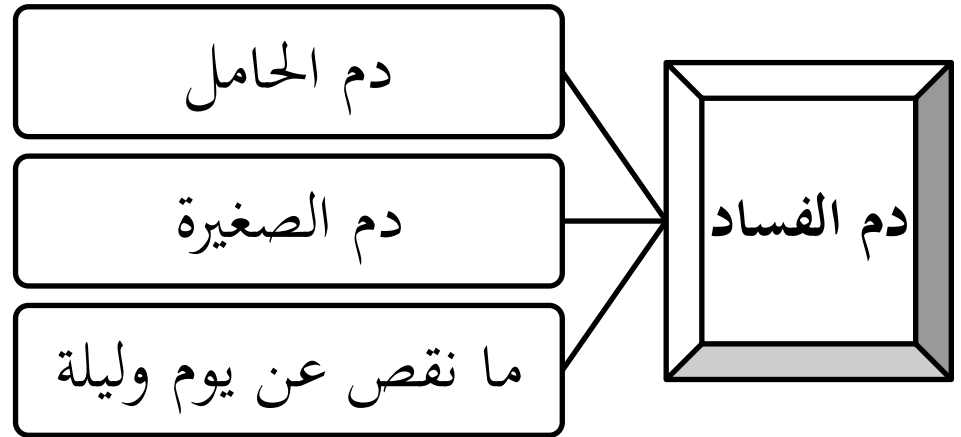 دم الفساد
دم الحامل
دم الصغيرة
ما نقص عن يوم وليلة